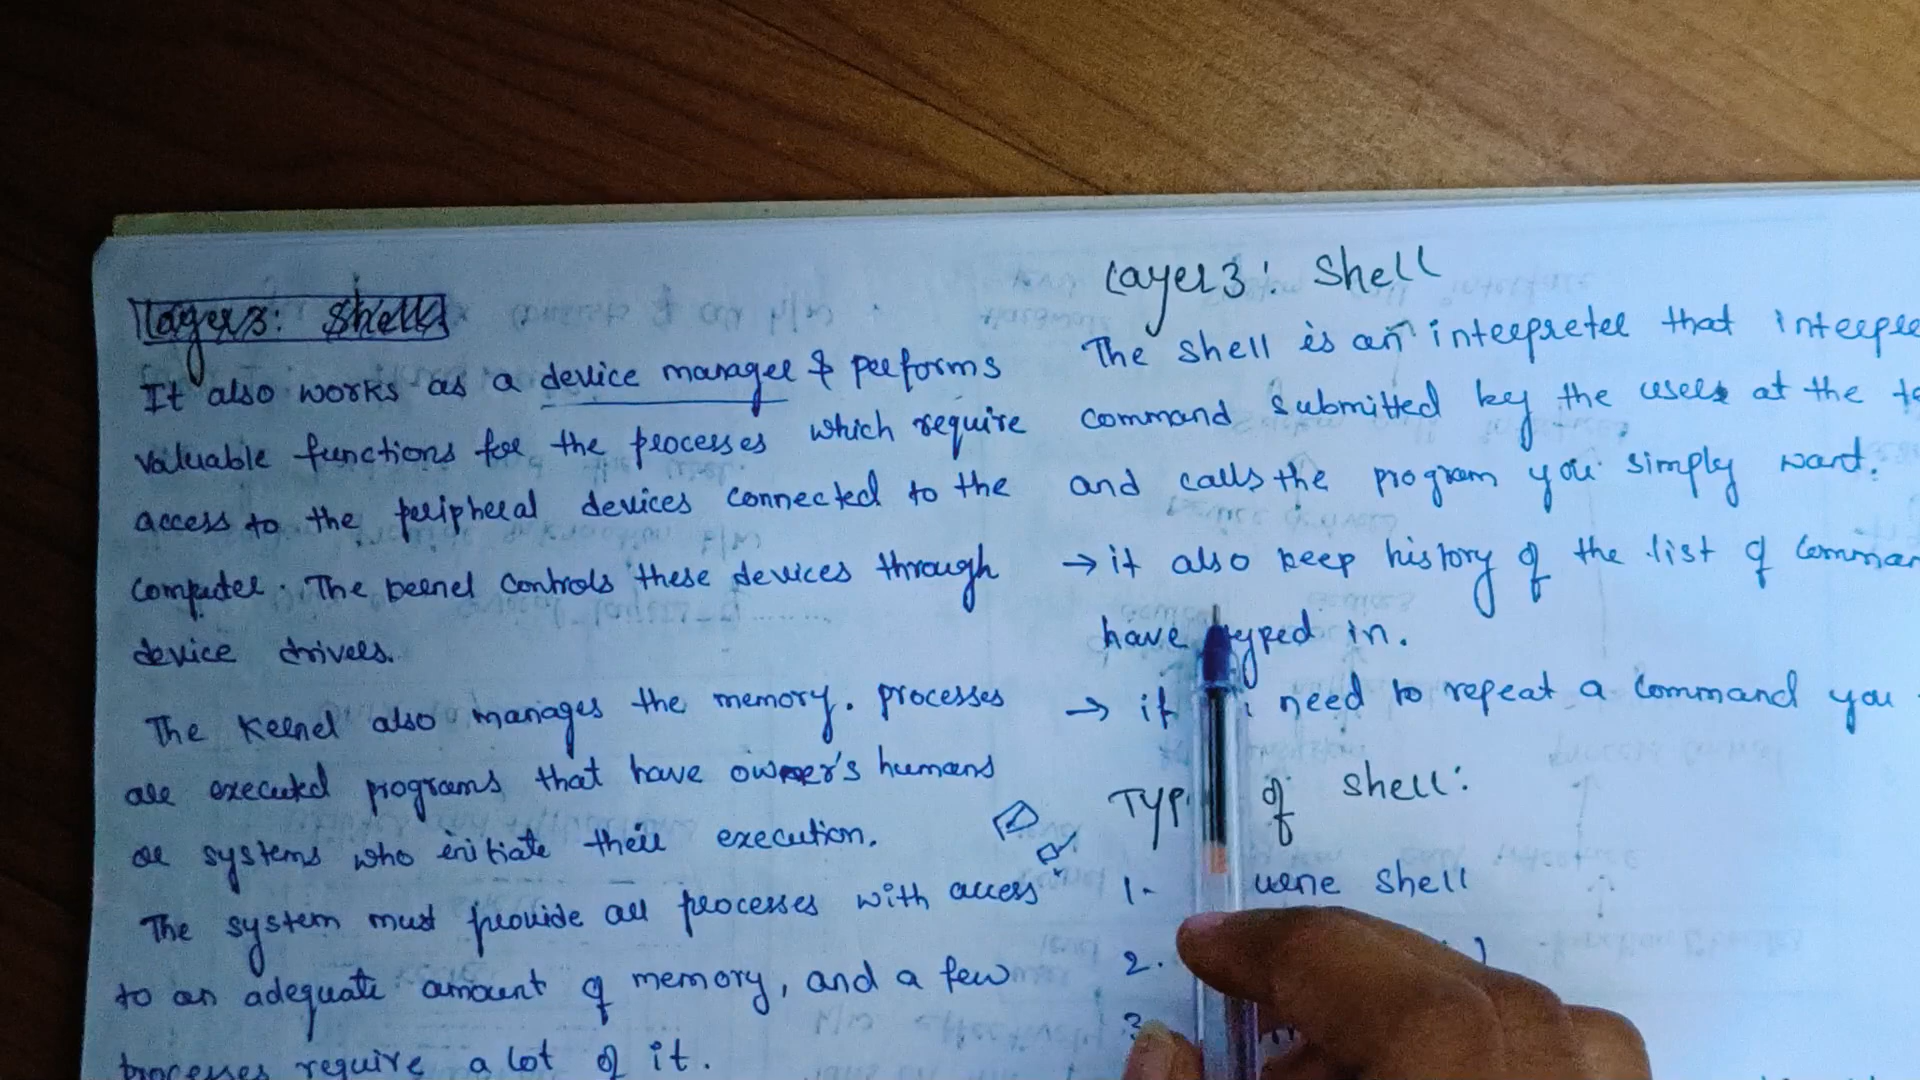 Layer3: Shell
It also works as a device manager & performs
valuable functions for the processes which require
access to the peripheral devices connected to the
computer. The kernel controls these devices through
device drivers.
The Kernel also manages the memory. processes
are executed programs that have owner's humans
or systems who initiate their execution.
The system must provide all processes with access
to an adequate amount of memory, and a few
processes require a lot of it.
Layer3: Shell
The shell is an interpreter that
command submitted key the user at the
and calls the program you simply want.
→ it also keep history of the list of
have typed in.
→ if need to repeat a command you
of shell:
1- shell
2.
3